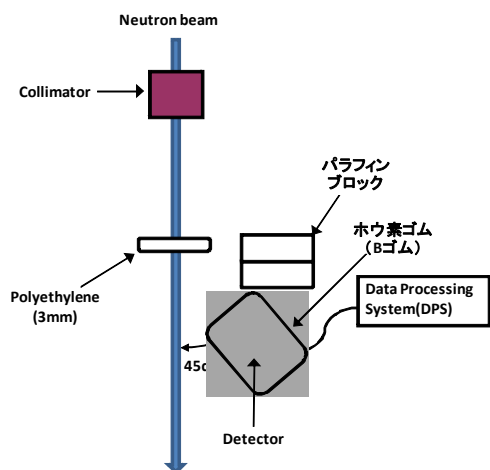 Neutron beam
Collimator
パラフィン
ブロック
ホウ素ゴム
(Bゴム)
Polyethylene
(3mm)
Data Processing
System(DPS)
Detector